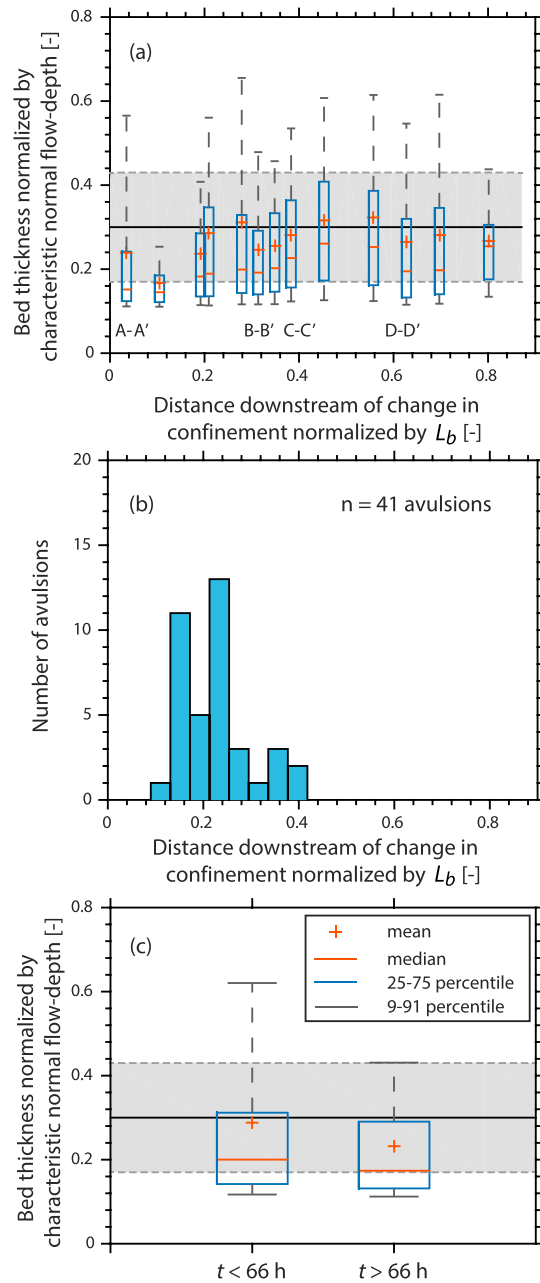 Bed thickness normalized by
characteristic normal flow-depth [-]
(a)
0.8
0.6
0.4
0.2
0
A-A’
B-B’
C-C’
D-D’
0
0.2
0.4
0.6
0.8
Distance downstream of change in
confinement normalized by L_b [-]
Number of avulsions
(b)
n = 41 avulsions
20
15
10
5
0
0
0.2
0.4
0.6
0.8
Distance downstream of change in
confinement normalized by L_b [-]
Bed thickness normalized by
characteristic normal flow-depth [-]
(c)
0.8
0.6
0.4
0.2
0
mean
median
25-75 percentile
9-91 percentile
t < 66 h
t > 66 h